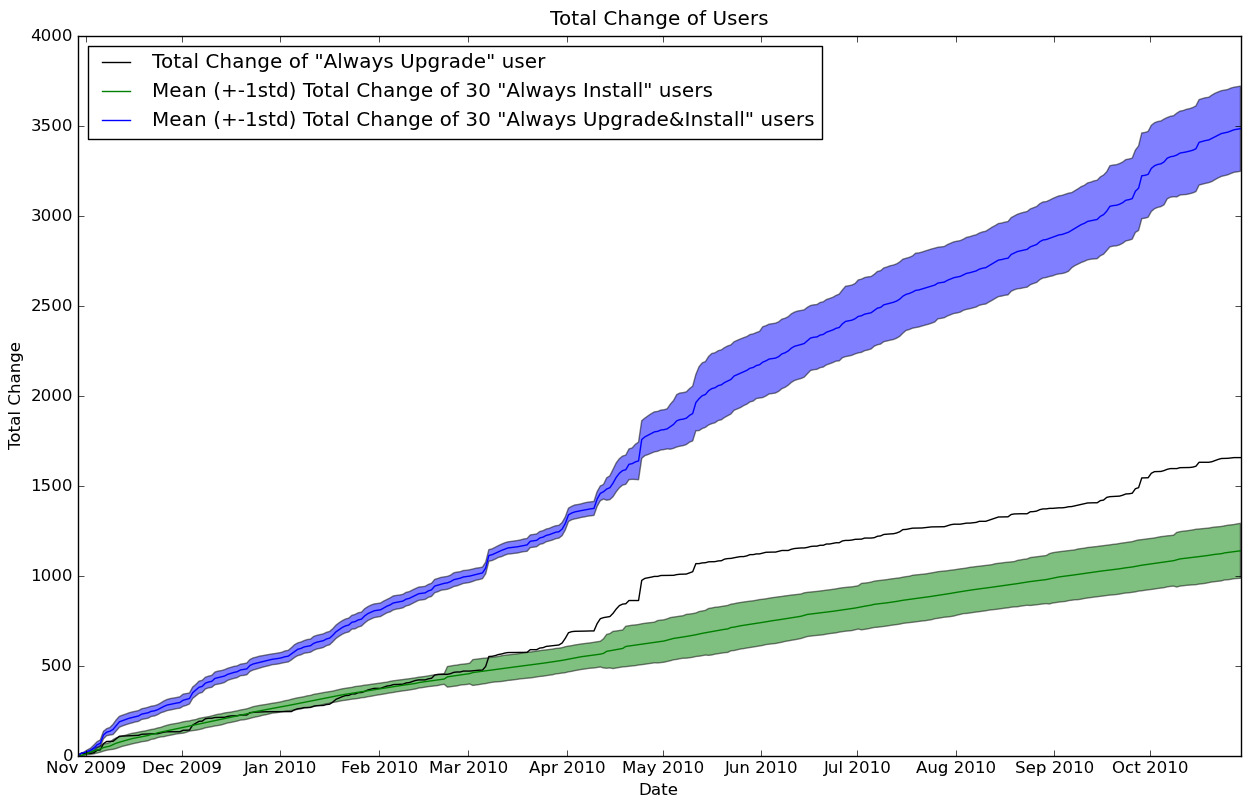 Total Change of Users
4000
Total Change of "Always Upgrade" user
Mean (+-1std) Total Change of 30 "Always Install" users
Mean (+-1std) Total Change of 30 "Always Upgrade&Install" users
3500
3000
2500
2000
1500
1000
500
0
Total Change
Nov 2009 Dec 2009 Jan 2010 Feb 2010 Mar 2010 Apr 2010 May 2010 Jun 2010 Jul 2010 Aug 2010 Sep 2010 Oct 2010
Date